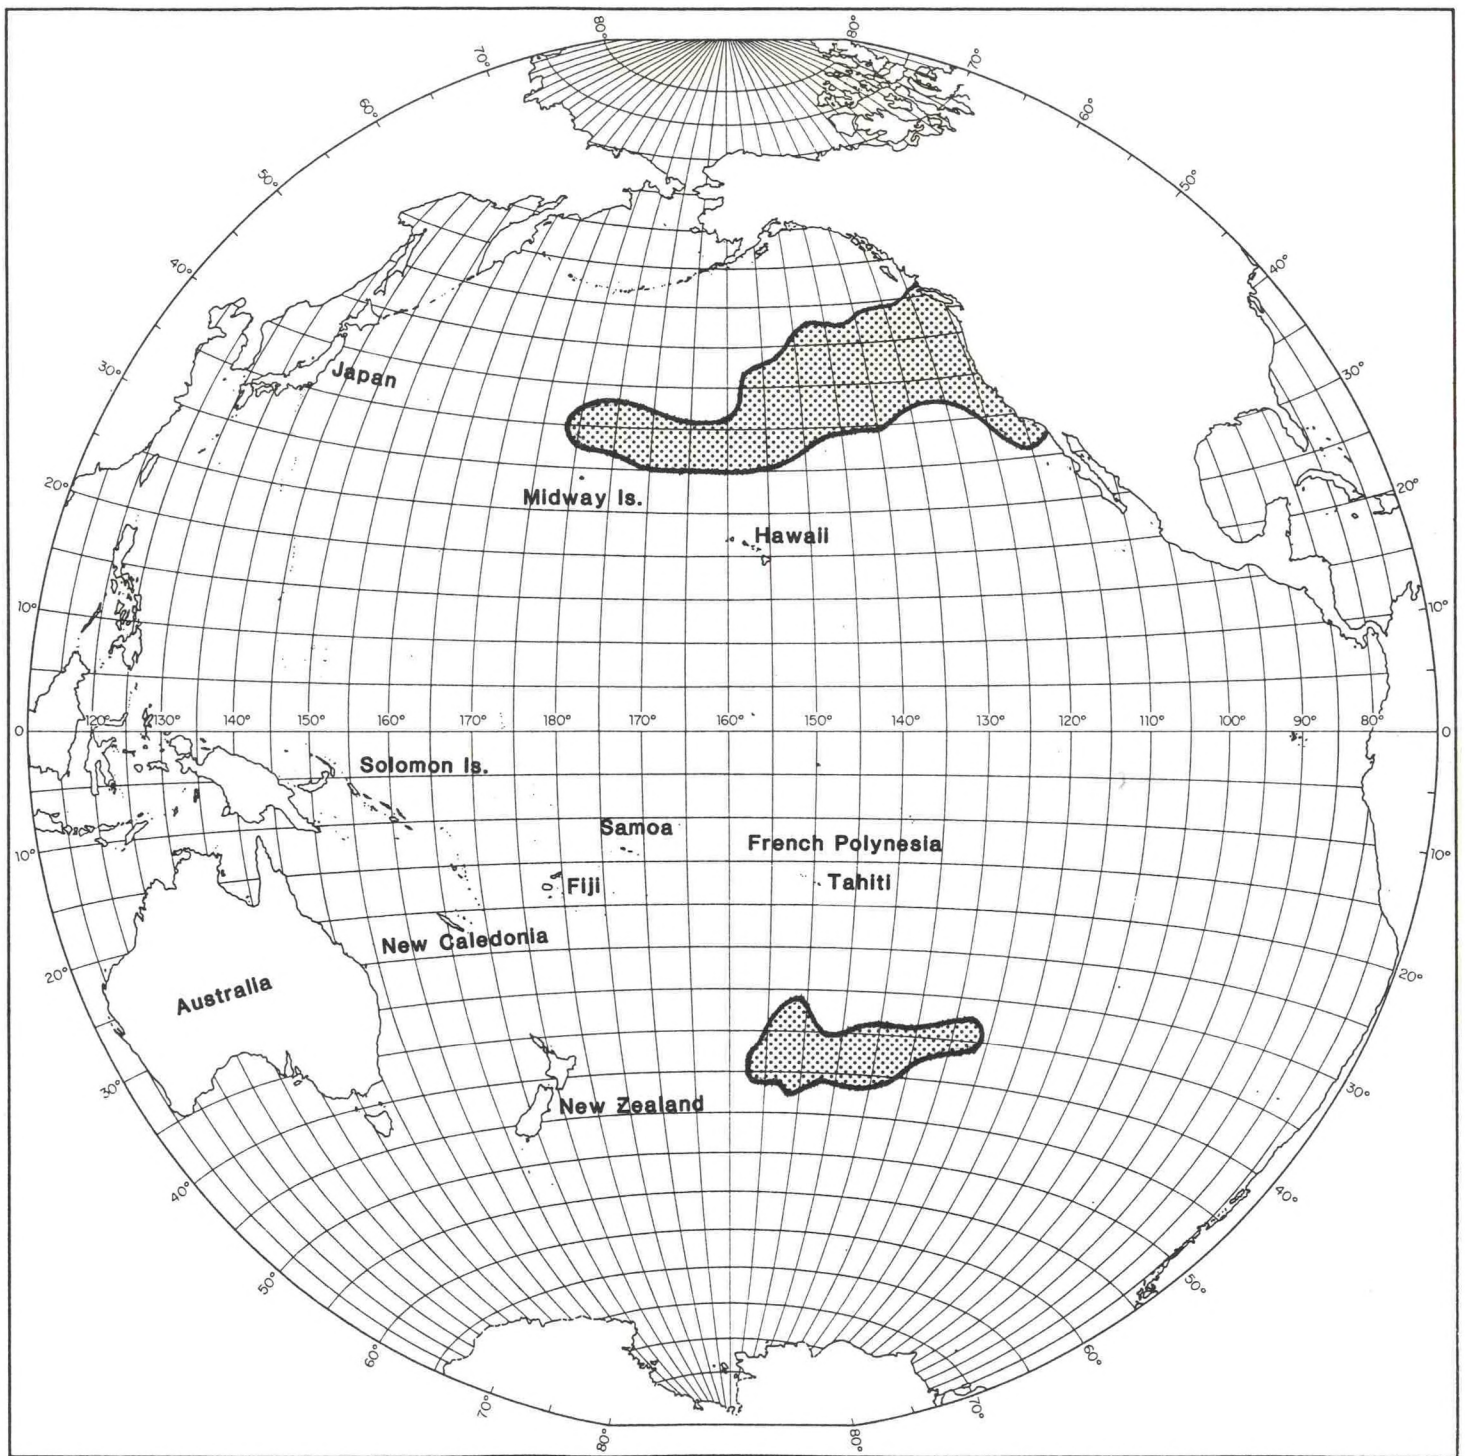 80° 80°
70° 70°
60° 60°
50° 50°
40° 40°
30° 30°
Japan
20° 20°
Midway Is.
Hawaii
10° 10°
120° 130° 140° 150° 160° 170° 180° 170° 160° 150° 140° 130° 120° 110° 100° 90° 80°
0 0
Solomon Is.
Samoa
French Polynesia
10° 10°
Fiji
Tahiti
New Caledonia
20° 20°
Australia
30° 30°
New Zealand
40° 40°
50° 50°
60° 60°
70° 70°
80° 80°